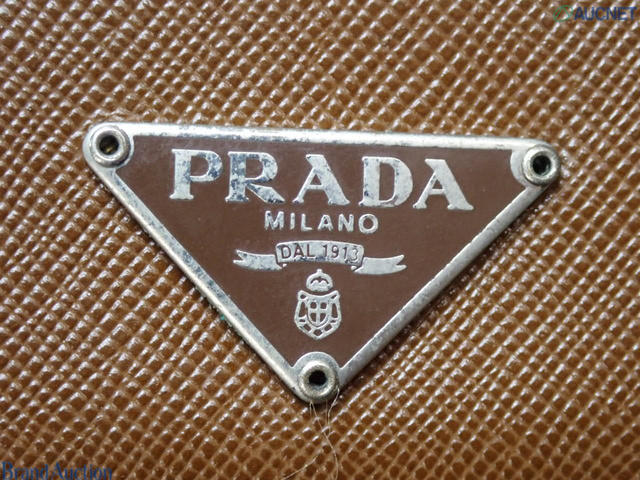 AUCNET
PRADA
MILANO
DAL 1913
Brand Auction